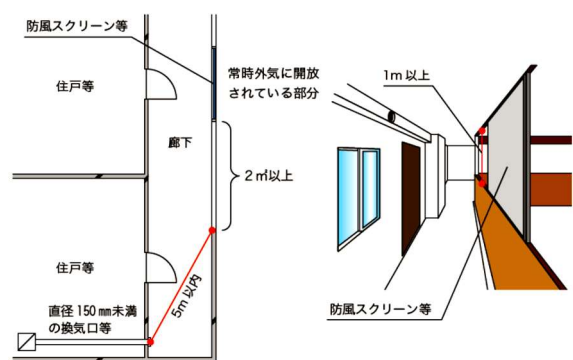 防風スクリーン等
住戸等
常時外気に開放
されている部分
廊下
2㎡以上
住戸等
5m以内
直径150㎜未満
の換気口等
1m以上
防風スクリーン等